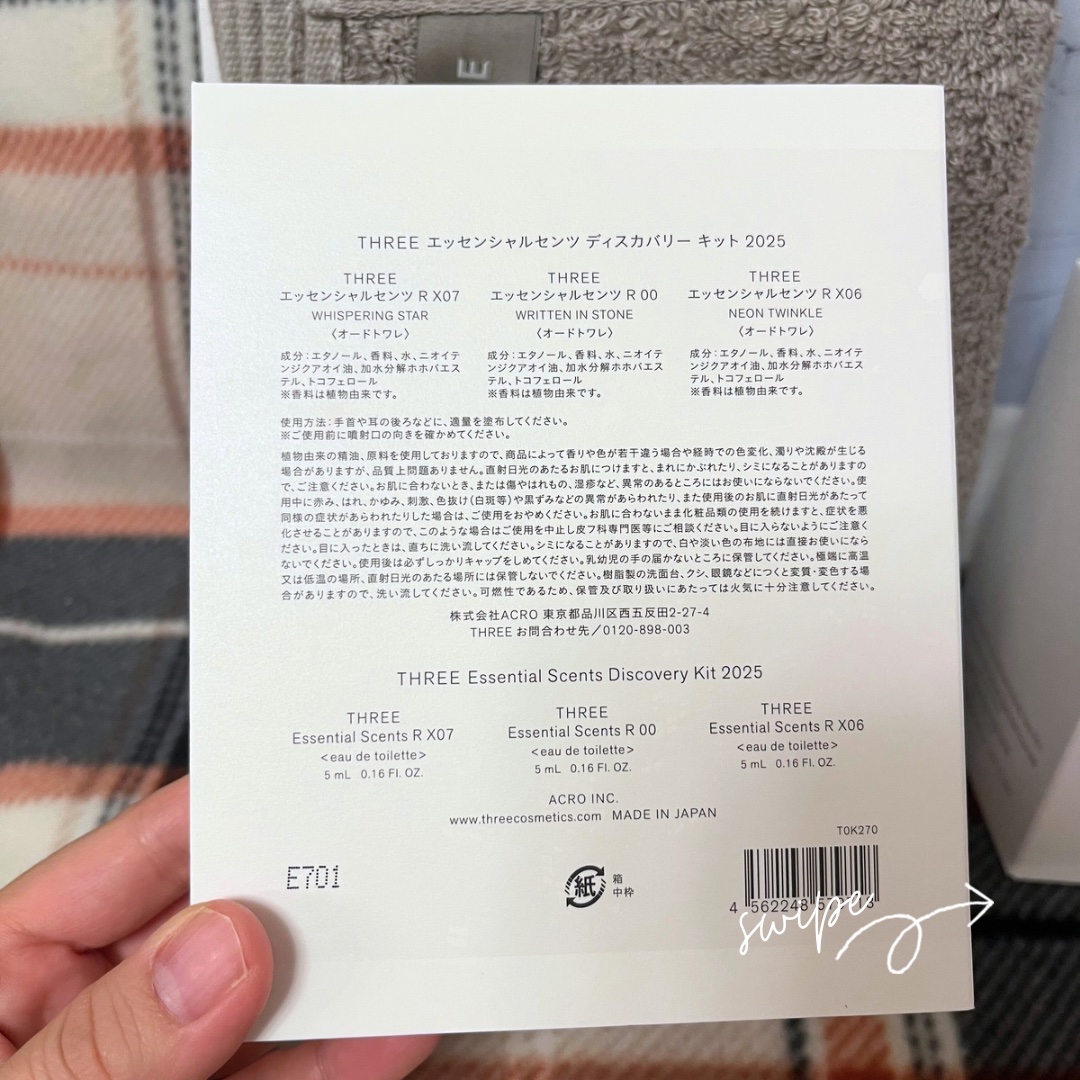 E
THREE エッセンシャルセンツ ディスカバリー キット 2025
THREE
エッセンシャルセンツ R X07
WHISPERING STAR
〈オードトワレ〉
成分：エタノール、香料、水、ニオイテ
ンジクアオイ油、加水分解ホホバエス
テル、トコフェロール
※香料は植物由来です。
THREE
エッセンシャルセンツ R 00
WRITTEN IN STONE
〈オードトワレ〉
成分：エタノール、香料、水、ニオイテ
ンジクアオイ油、加水分解ホホバエス
テル、トコフェロール
※香料は植物由来です。
THREE
エッセンシャルセンツ R X06
NEON TWINKLE
〈オードトワレ〉
成分：エタノール、香料、水、ニオイテ
ンジクアオイ油、加水分解ホホバエス
テル、トコフェロール
※香料は植物由来です。
使用方法：手首や耳の後ろなどに、適量を塗布してください。
※ご使用前に噴射口の向きを確かめてください。
植物由来の精油、原料を使用しておりますので、商品によって香りや色が若干違う場合や経時での色変化、濁りや沈殿が生じる
場合がありますが、品質上問題ありません。直射日光のあたるお肌につけますと、まれにかぶれたり、シミになることがありますの
で、ご注意ください。お肌に合わないとき、または傷やはれもの、湿疹など、異常のあるところにはお使いにならないでください。使
用中に赤み、はれ、かゆみ、刺激、色抜け（白斑等）や黒ずみなどの異常があらわれたり、また使用後のお肌に直射日光があたって
同様の症状があらわれたりした場合は、ご使用をおやめください。お肌に合わないまま化粧品類の使用を続けますと、症状を悪
化させることがありますので、このような場合はご使用を中止し皮フ科専門医等にご相談ください。目に入らないようにご注意く
ださい。目に入ったときは、直ちに洗い流してください。シミになることがありますので、白や淡い色の布地には直接お使いになら
ないでください。使用後は必ずしっかりキャップをしめてください。乳幼児の手の届かないところに保管してください。極端に高温
又は低温の場所、直射日光のあたる場所には保管しないでください。樹脂製の洗面台、クシ、眼鏡などにつくと変質・変色する場
合がありますので、洗い流してください。可燃性であるため、保管及び取り扱いにあたっては火気に十分注意してください。
株式会社ACRO 東京都品川区西五反田2-27-4
THREE お問合わせ先／0120-898-003
THREE Essential Scents Discovery Kit 2025
THREE
Essential Scents R X07
<eau de toilette>
5 mL 0.16 Fl. OZ.
THREE
Essential Scents R 00
<eau de toilette>
5 mL 0.16 Fl. OZ.
THREE
Essential Scents R X06
<eau de toilette>
5 mL 0.16 Fl. OZ.
ACRO INC.
www.threecosmetics.com MADE IN JAPAN
T0K270
E701
紙
箱
中枠
4 562248
swipe